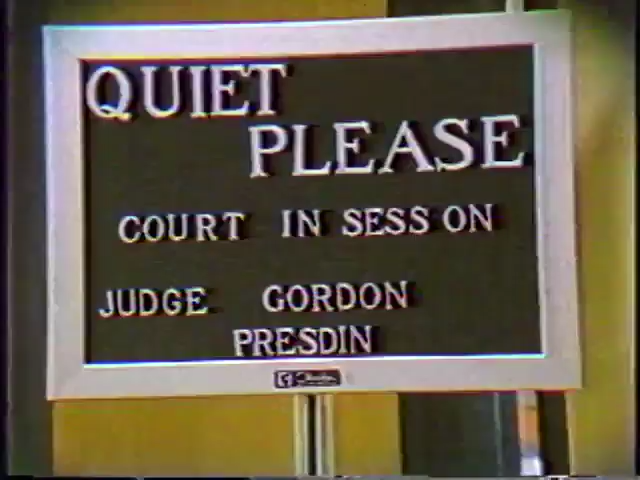 QUIET
PLEASE
COURT IN SESS ON
JUDGE GORDON
PRESDIN